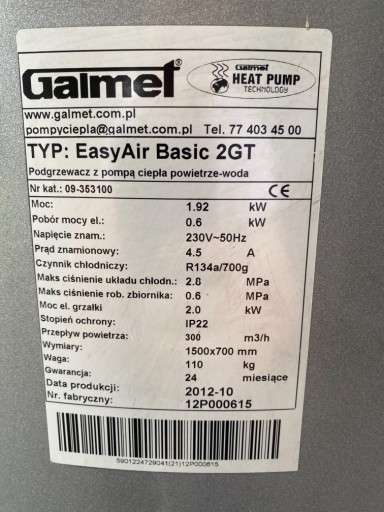 Galmet®
Galmet
HEAT PUMP
TECHNOLOGY
www.galmet.com.pl
pompyciepla@galmet.com.pl Tel. 77 403 45 00
TYP: EasyAir Basic 2GT
Podgrzewacz z pompą ciepła powietrze-woda
Nr kat.: 09-353100 CE
Moc: 1.92 kW
Pobór mocy el.: 0.6 kW
Napięcie znam.: 230V~50Hz
Prąd znamionowy: 4.5 A
Czynnik chłodniczy: R134a/700g
Maks ciśnienie układu chłodn.: 2.8 MPa
Maks ciśnienie rob. zbiornika.: 0.6 MPa
Moc el. grzałki 2.0 kW
Stopień ochrony: IP22
Przepływ powietrza: 300 m3/h
Wymiary: 1500x700 mm
Waga: 110 kg
Gwarancja: 24 miesiące
Data produkcji: 2012-10
Nr. fabryczny: 12P000615
5901224729041(21)12P000615